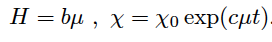 H = bμ , χ = χ₀ exp(cμt).